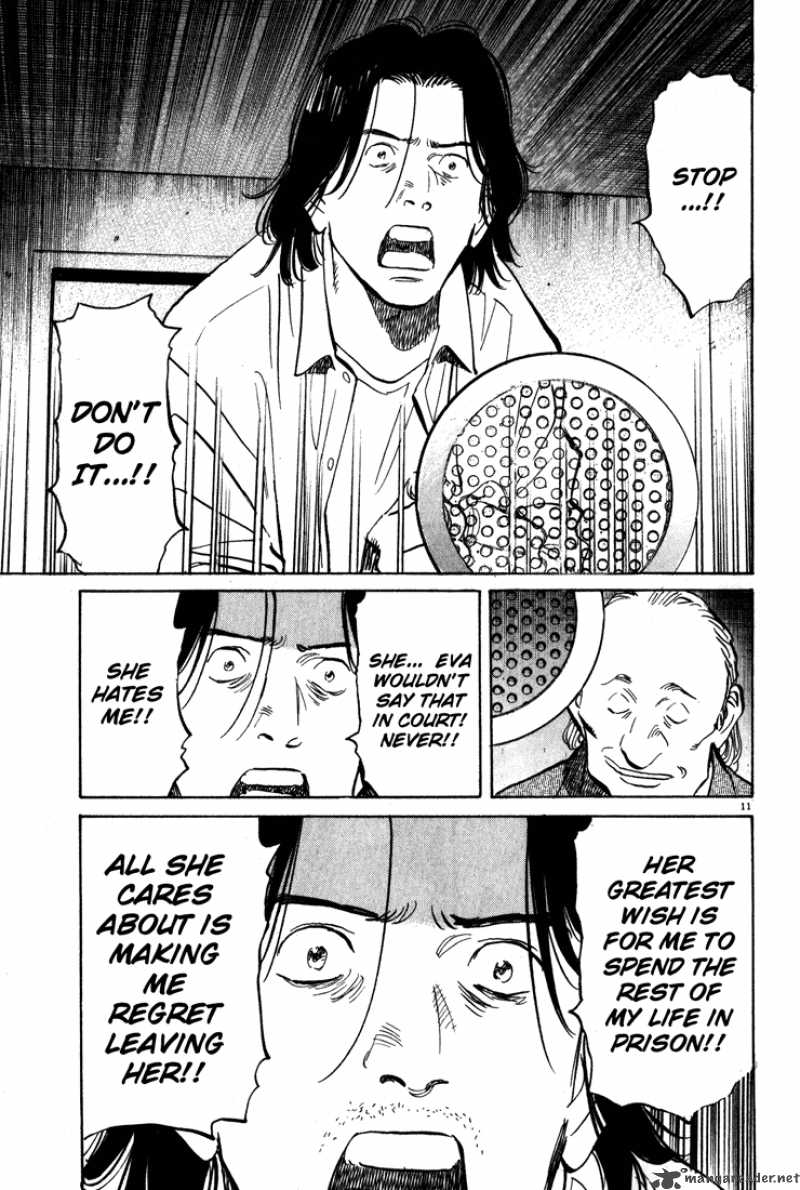 STOP
...!!
DON'T
DO
IT...!!
SHE... EVA
WOULDN'T
SAY THAT
IN COURT!
NEVER!!
SHE
HATES
ME!!
11
HER
GREATEST
WISH IS
FOR ME TO
SPEND THE
REST OF
MY LIFE IN
PRISON!!
ALL SHE
CARES
ABOUT IS
MAKING
ME
REGRET
LEAVING
HER!!
mangareader.net